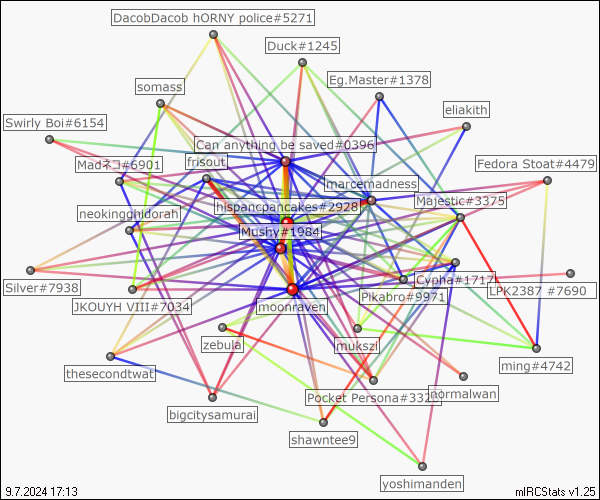 DacobDacob hORNY police#5271
Duck#1245
Eg.Master#1378
somass
eliakith
Swirly Boi#6154
Can anything be saved#0396
Madネコ#6901
frisout
Fedora Stoat#4479
marcemadness
Majestic#3375
hispanicpancakes#2928
neokingghidorah
Mushy#1984
Cypha#1717
Silver#7938
LPK2387 #7690
Pikabro#9971
JKOUYH VIII#7034
moonraven
zebula
mukszi
thesecondtwat
ming#4742
Pocket Persona#332
normalwan
bigcitysamurai
shawntee9
yoshimanden
9.7.2024 17:13
mIRCStats v1.25